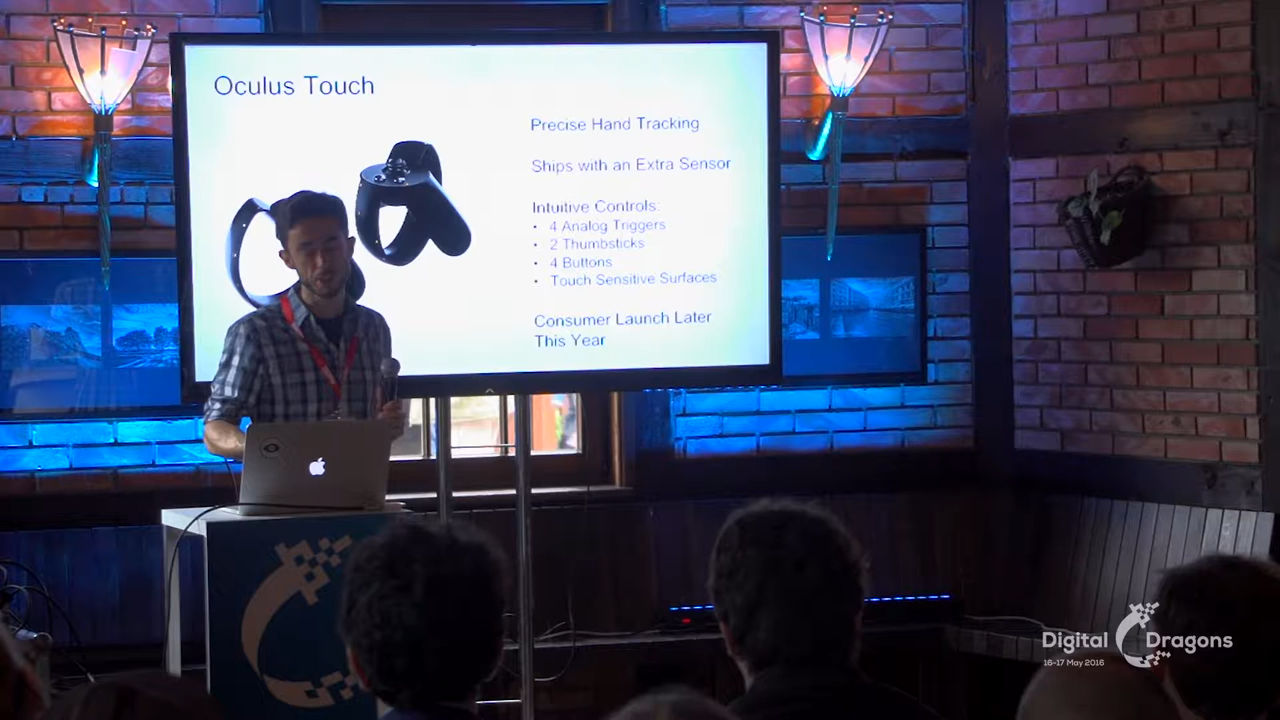 Oculus Touch
Precise Hand Tracking
Ships with an Extra Sensor
Intuitive Controls:
• 4 Analog Triggers
• 2 Thumbsticks
• 4 Buttons
• Touch Sensitive Surfaces
Consumer Launch Later
This Year
Digital Dragons
16-17 May 2016